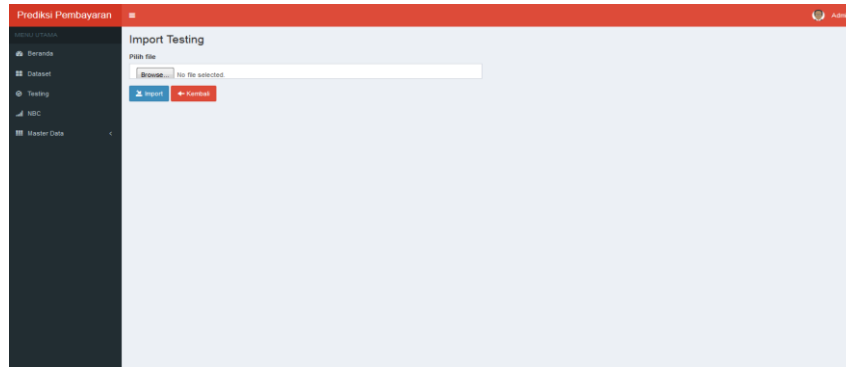 Prediksi Pembayaran
Admi
MENU UTAMA
Beranda
Dataset
Testing
NBC
Master Data
Import Testing
Pilih file
Browse... No file selected.
Import
Kembali